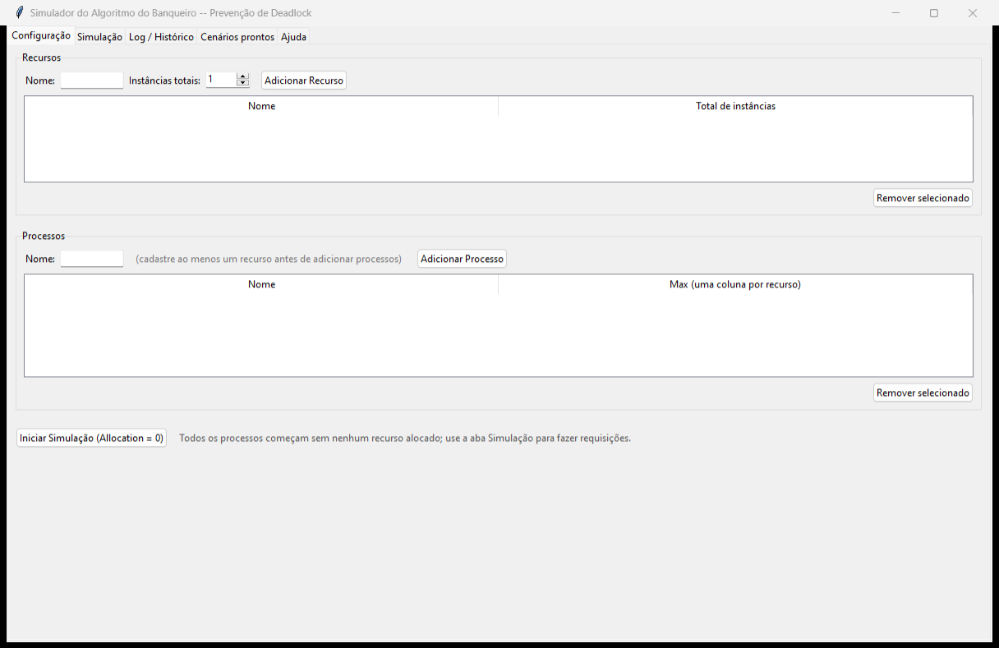 Simulador do Algoritmo do Banqueiro -- Prevenção de Deadlock
Configuração Simulação Log / Histórico Cenários prontos Ajuda
Recursos
Nome: Instâncias totais: 1 Adicionar Recurso
Nome Total de instâncias
Remover selecionado
Processos
Nome: (cadastre ao menos um recurso antes de adicionar processos) Adicionar Processo
Nome Max (uma coluna por recurso)
Remover selecionado
Iniciar Simulação (Allocation = 0) Todos os processos começam sem nenhum recurso alocado; use a aba Simulação para fazer requisições.